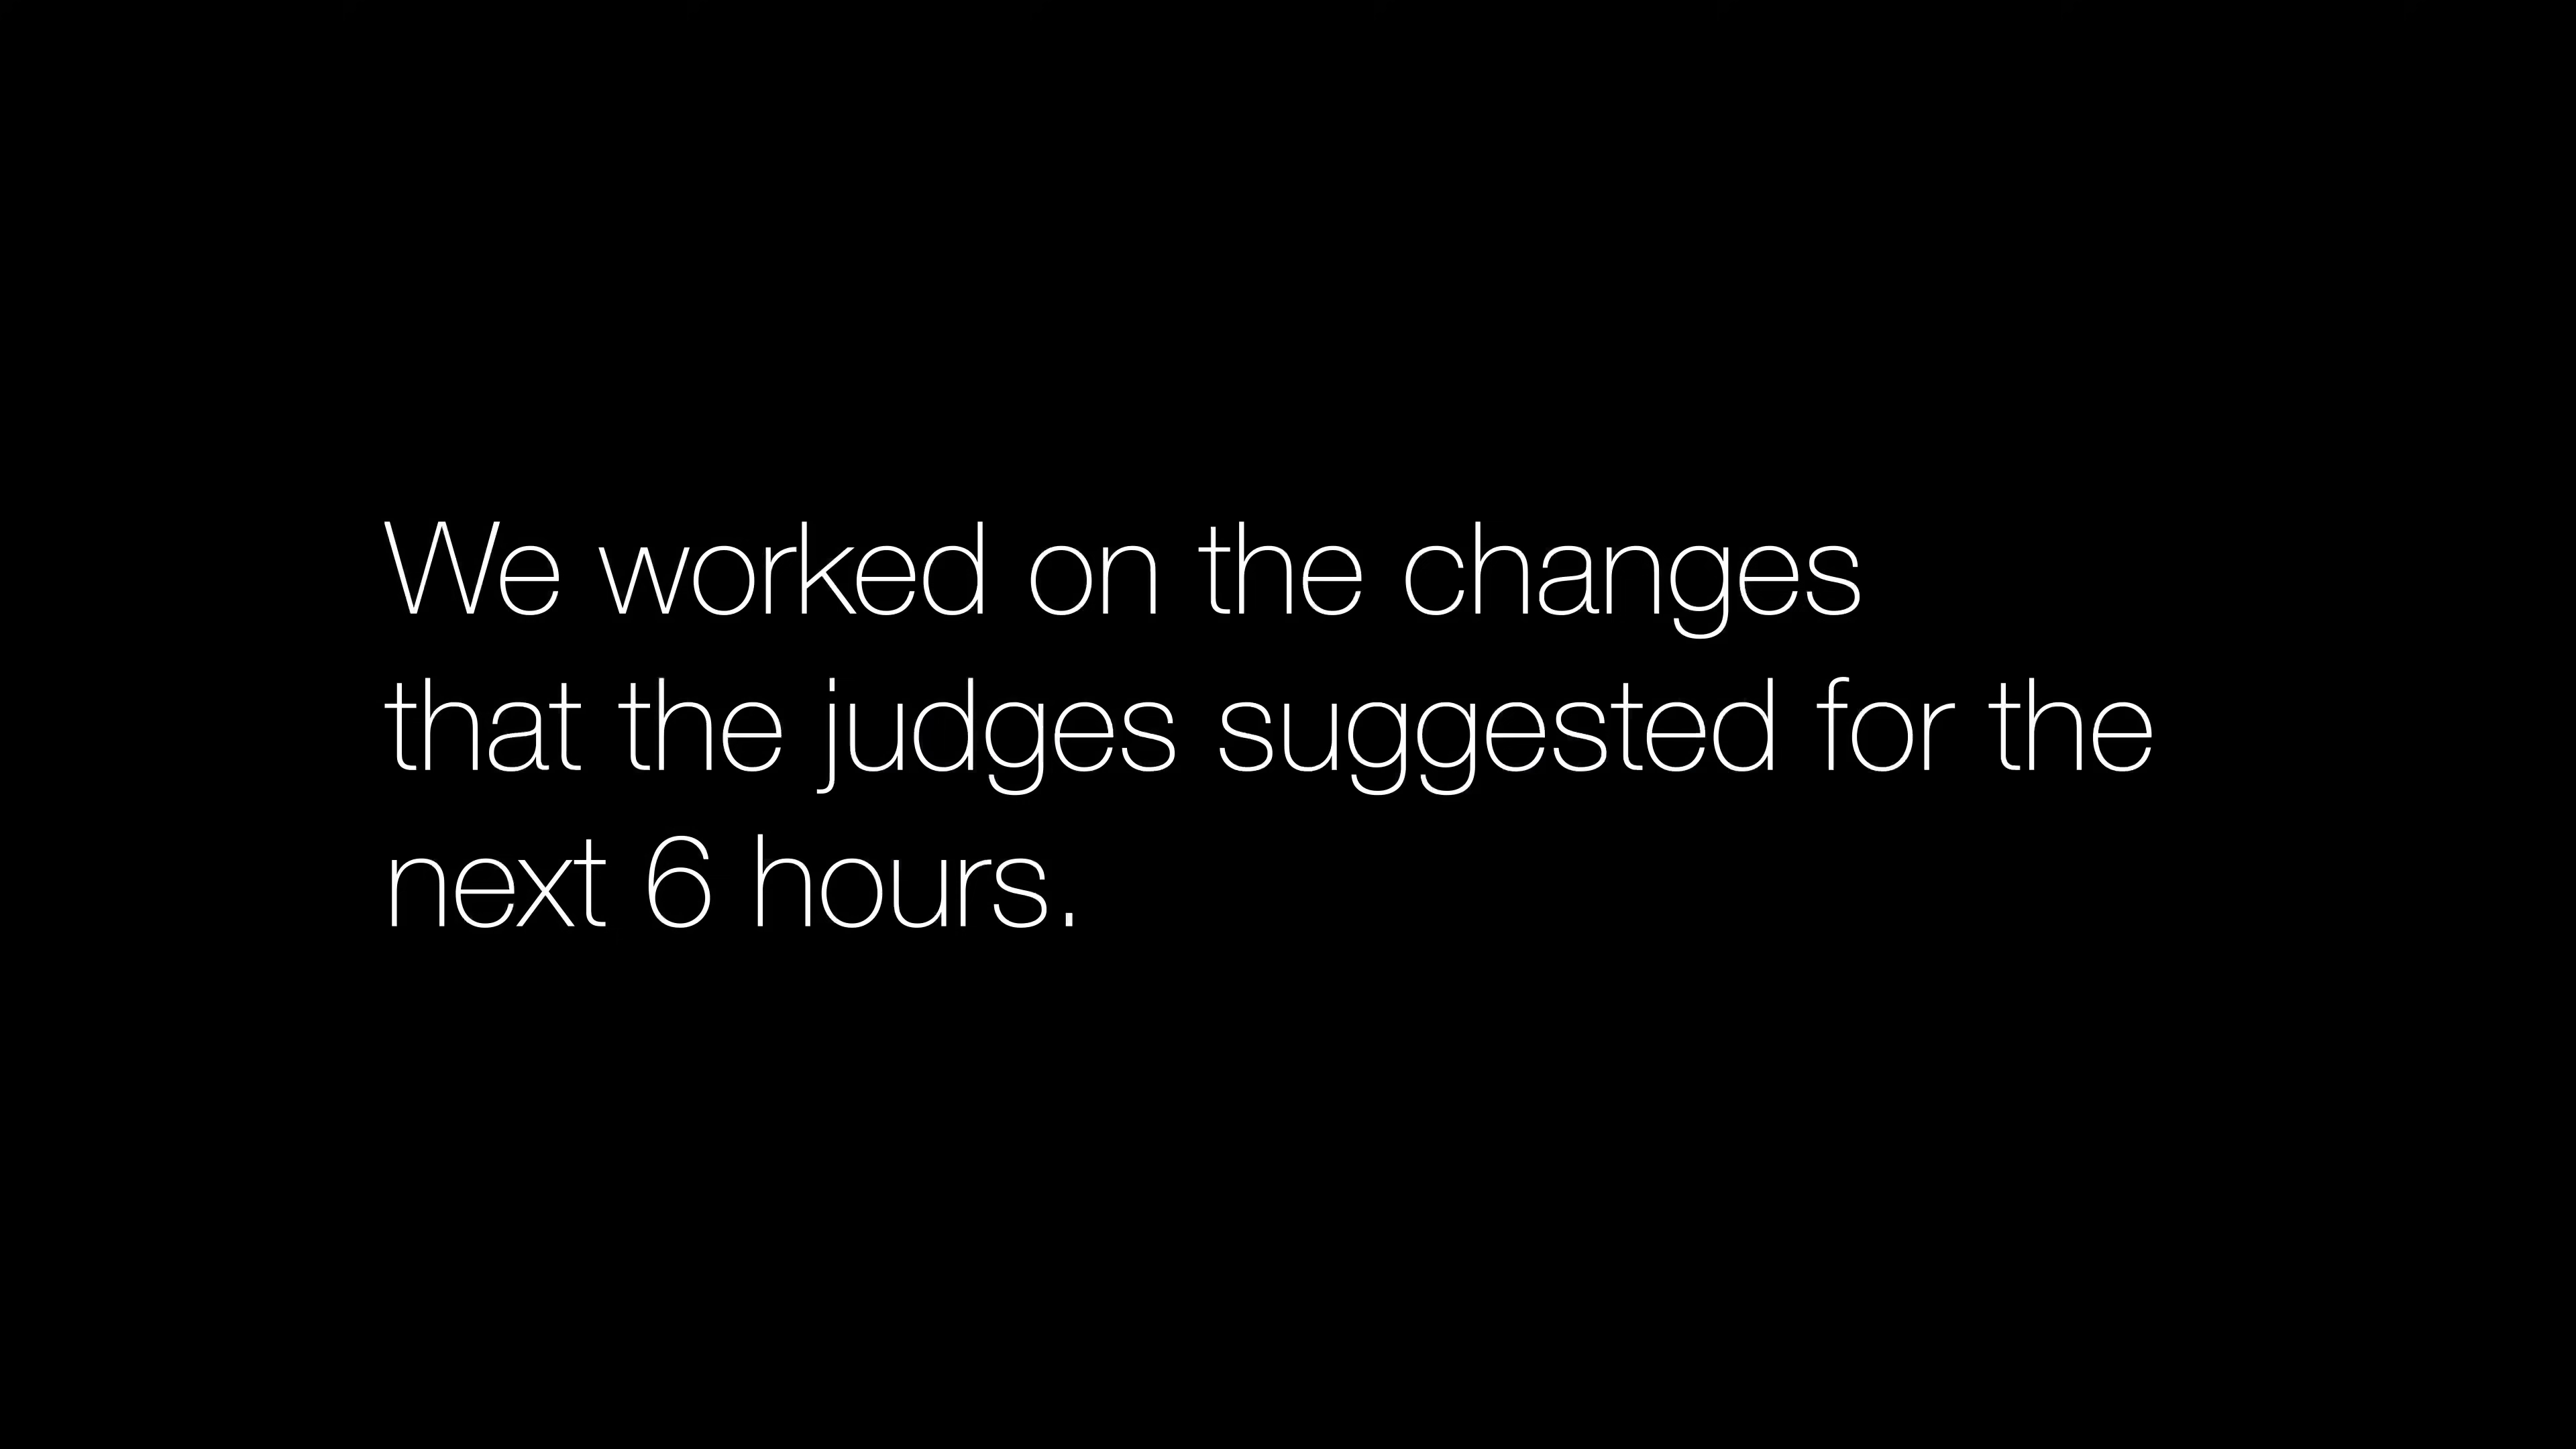 We worked on the changes
that the judges suggested for the
next 6 hours.